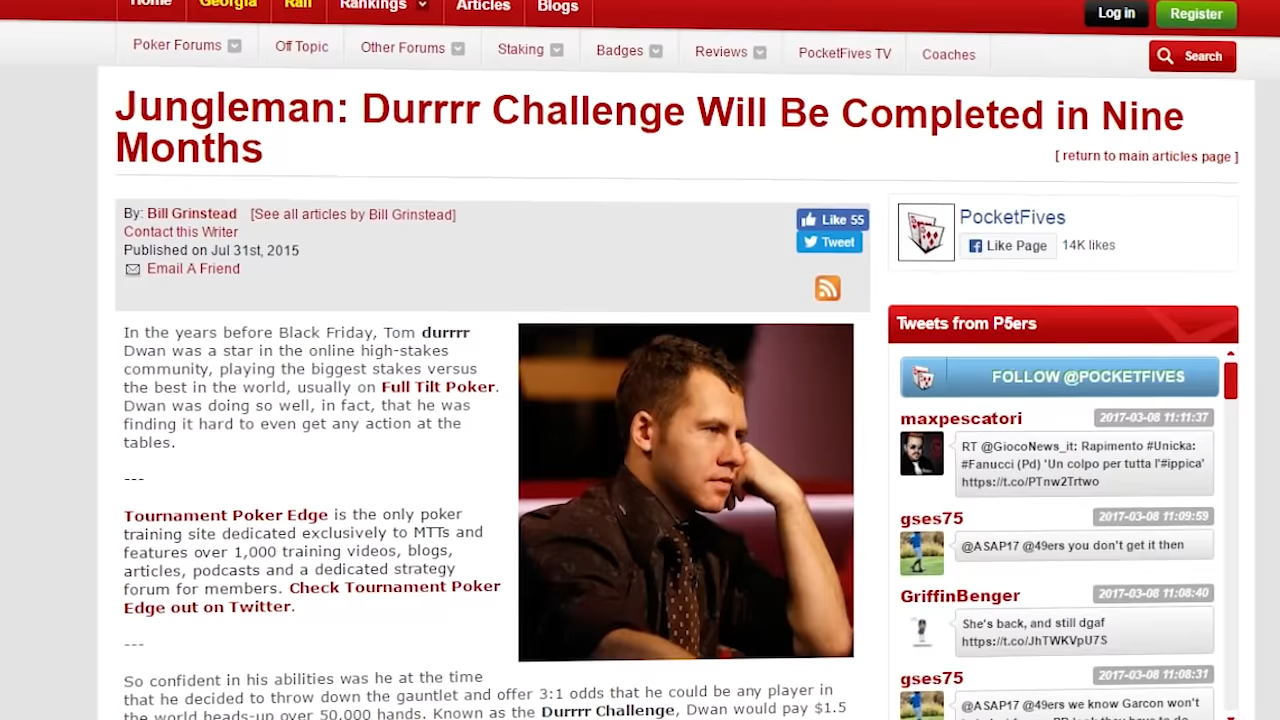 Home Georgia Rail Rankings Articles Blogs
Log in Register
Poker Forums Off Topic Other Forums Staking Badges Reviews PocketFives TV Coaches
Search
Jungleman: Durrrr Challenge Will Be Completed in Nine
Months
[ return to main articles page ]
By: Bill Grinstead [See all articles by Bill Grinstead]
Contact this Writer
Published on Jul 31st, 2015
Email A Friend
Like 55
Tweet
In the years before Black Friday, Tom durrrr
Dwan was a star in the online high-stakes
community, playing the biggest stakes versus
the best in the world, usually on Full Tilt Poker.
Dwan was doing so well, in fact, that he was
finding it hard to even get any action at the
tables.
---
Tournament Poker Edge is the only poker
training site dedicated exclusively to MTTs and
features over 1,000 training videos, blogs,
articles, podcasts and a dedicated strategy
forum for members. Check Tournament Poker
Edge out on Twitter.
---
So confident in his abilities was he at the time
that he decided to throw down the gauntlet and offer 3:1 odds that he could be any player in
the world heads-up over 50,000 hands. Known as the Durrrr Challenge, Dwan would pay $1.5
PocketFives
Like Page 14K likes
Tweets from P5ers
FOLLOW @POCKETFIVES
maxpescatori 2017-03-08 11:11:37
RT @GiocoNews_it: Rapimento #Unicka:
#Fanucci (Pd) 'Un colpo per tutta l'#ippica'
https://t.co/PTnw2Trtwo
gses75 2017-03-08 11:09:59
@ASAP17 @49ers you don't get it then
GriffinBenger 2017-03-08 11:08:40
She's back, and still dgaf
https://t.co/JhTWKVpU7S
gses75 2017-03-08 11:08:31
@ASAP17 @49ers we know Garcon won't